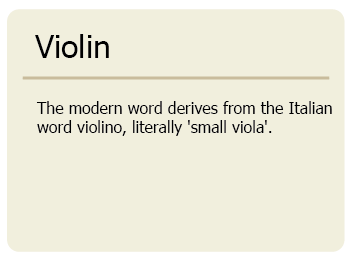 Violin
The modern word derives from the Italian
word violino, literally 'small viola'.